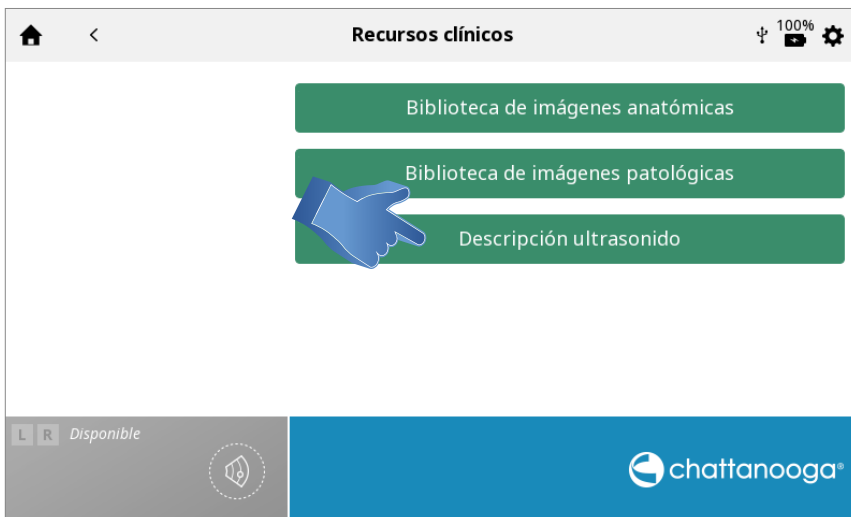 Recursos clínicos
100%
Biblioteca de imágenes anatómicas
Biblioteca de imágenes patológicas
Descripción ultrasonido
L R Disponible
chattanooga®